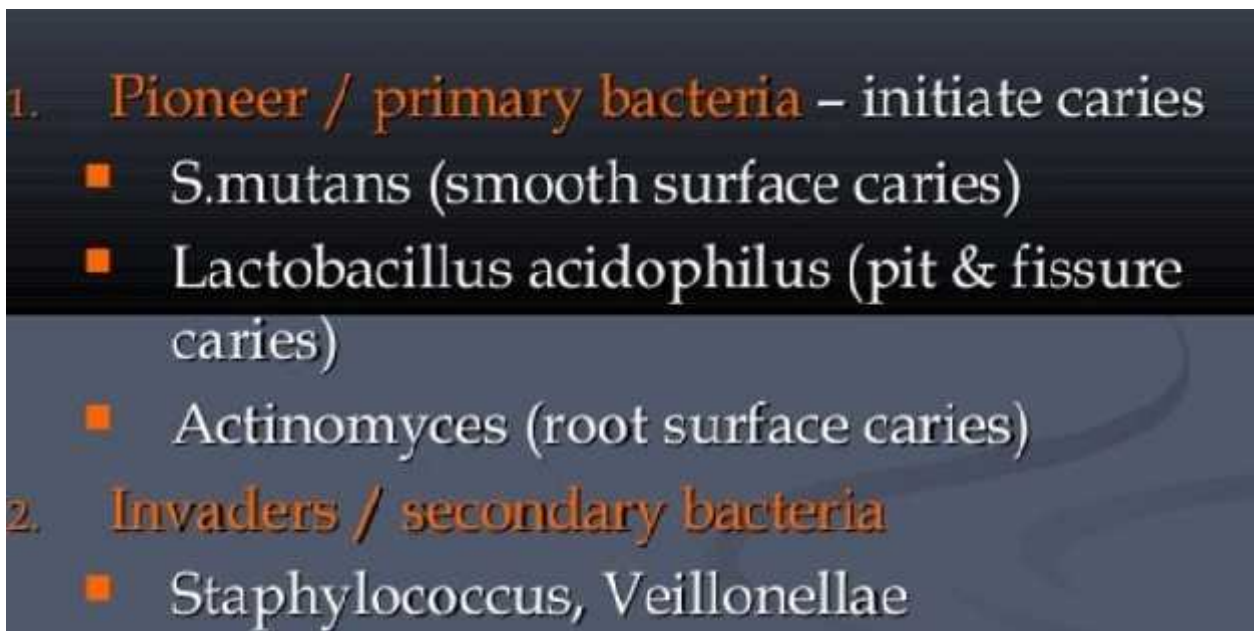 1. Pioneer / primary bacteria – initiate caries
■ S.mutans (smooth surface caries)
■ Lactobacillus acidophilus (pit & fissure
caries)
■ Actinomyces (root surface caries)
2. Invaders / secondary bacteria
■ Staphylococcus, Veillonellae